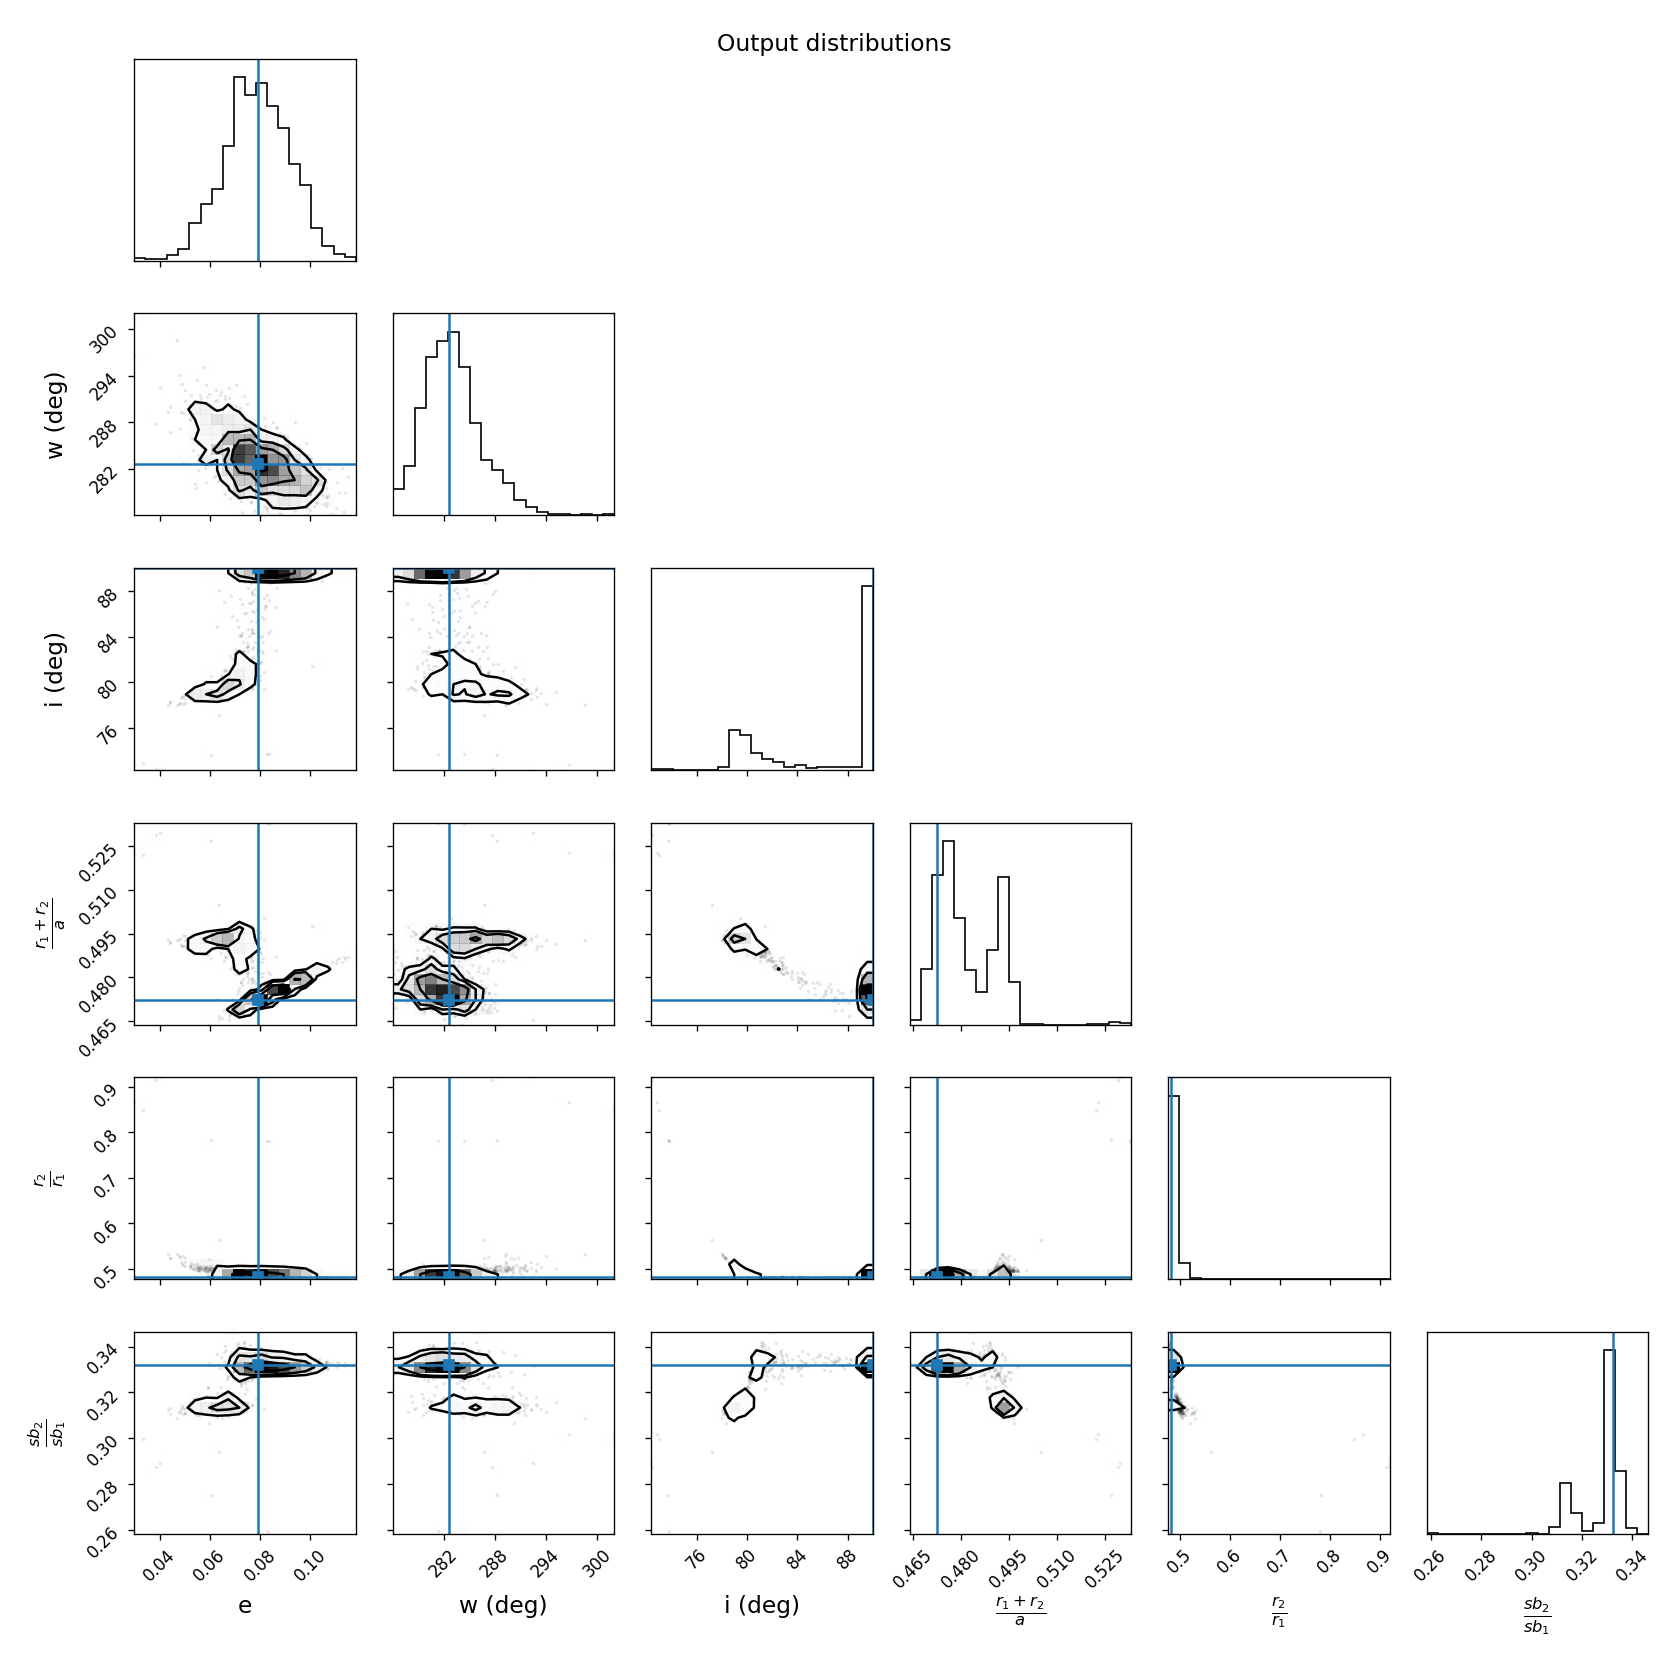 Output distributions
w (deg)
300
294
288
282
i (deg)
88
84
80
76
r₁ + r₂
a
0.525
0.510
0.495
0.480
0.465
r₂
r₁
0.9
0.8
0.7
0.6
0.5
sb₂
sb₁
0.34
0.32
0.30
0.28
0.26
0.04 0.06 0.08 0.10 282 288 294 300 76 80 84 88 0.465 0.480 0.495 0.510 0.525 0.5 0.6 0.7 0.8 0.9 0.26 0.28 0.30 0.32 0.34
e w (deg) i (deg)
r₁ + r₂
a
r₂
r₁
sb₂
sb₁